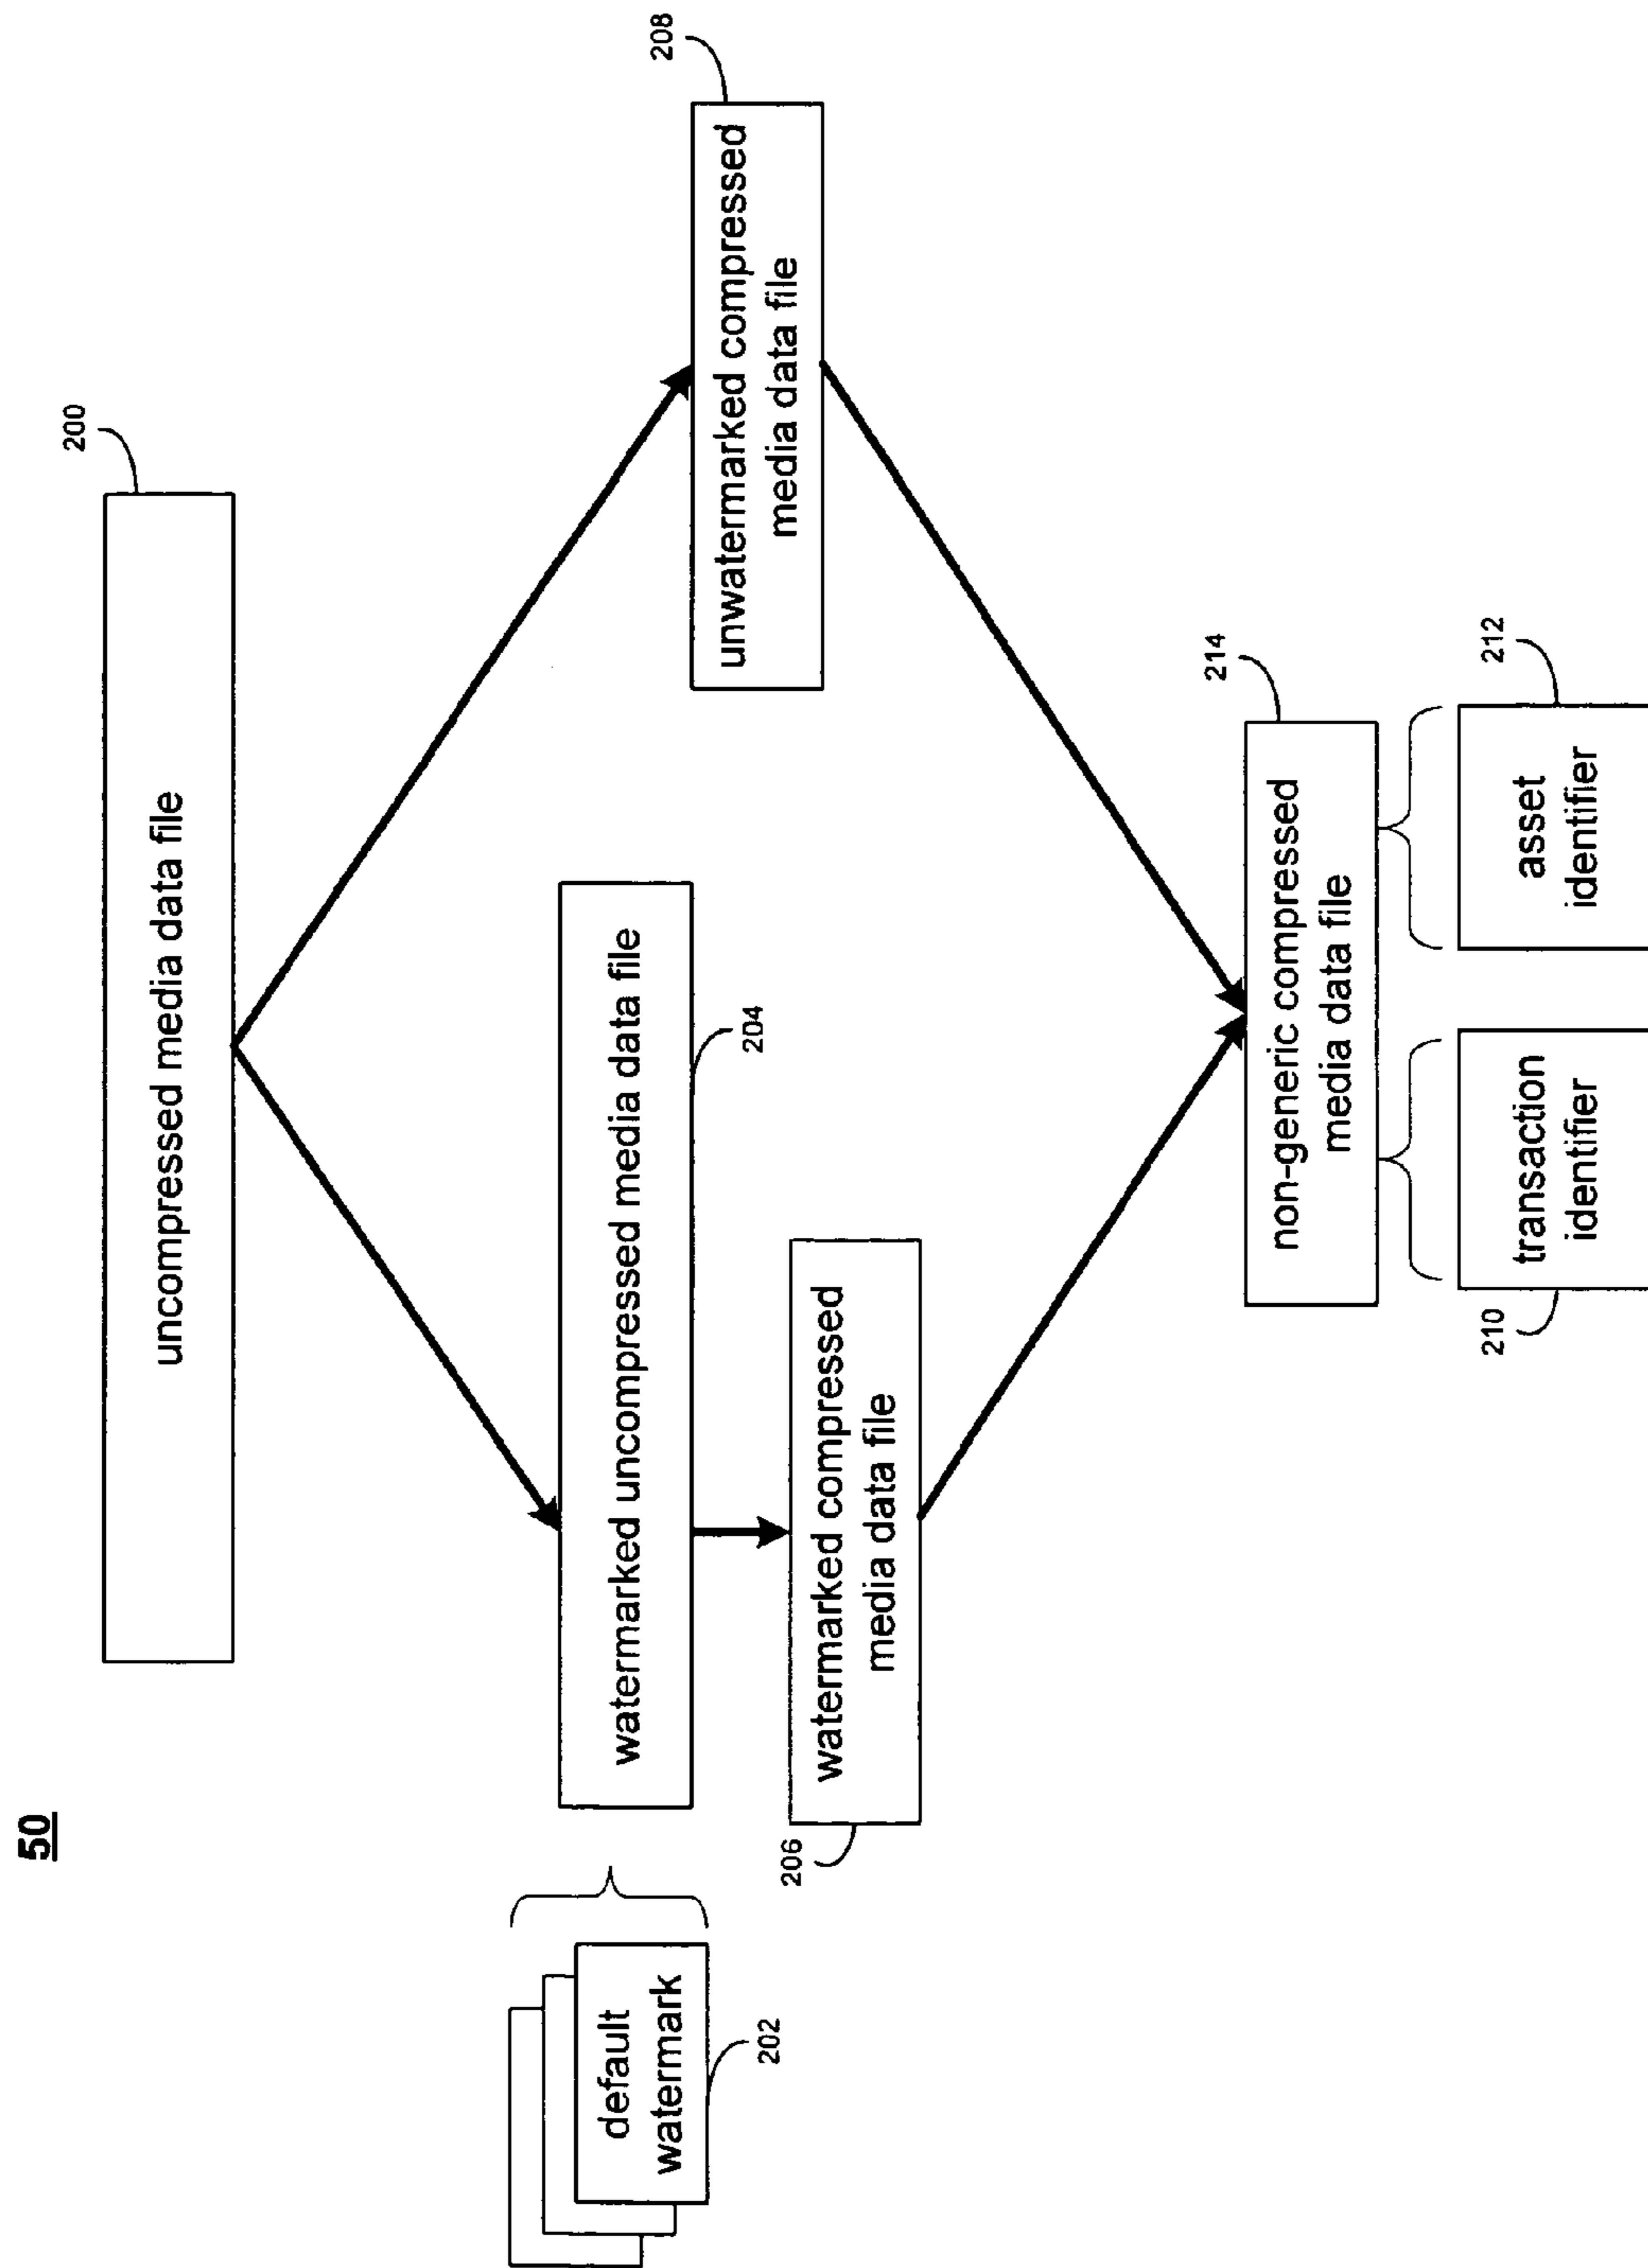 50
200
uncompressed media data file
default
watermark
202
watermarked uncompressed media data file
204
206
watermarked compressed
media data file
208
unwatermarked compressed
media data file
214
non-generic compressed
media data file
210
transaction
identifier
212
asset
identifier